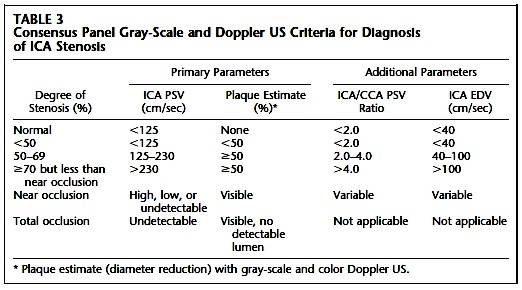 TABLE 3
Consensus Panel Gray-Scale and Doppler US Criteria for Diagnosis
of ICA Stenosis
Primary Parameters Additional Parameters
Degree of ICA PSV Plaque Estimate ICA/CCA PSV ICA EDV
Stenosis (%) (cm/sec) (%)* Ratio (cm/sec)
Normal <125 None <2.0 <40
<50 <125 <50 <2.0 <40
50–69 125–230 ≥50 2.0–4.0 40–100
≥70 but less than >230 ≥50 >4.0 >100
near occlusion
Near occlusion High, low, or Visible Variable Variable
undetectable
Total occlusion Undetectable Visible, no Not applicable Not applicable
detectable
lumen
* Plaque estimate (diameter reduction) with gray-scale and color Doppler US.